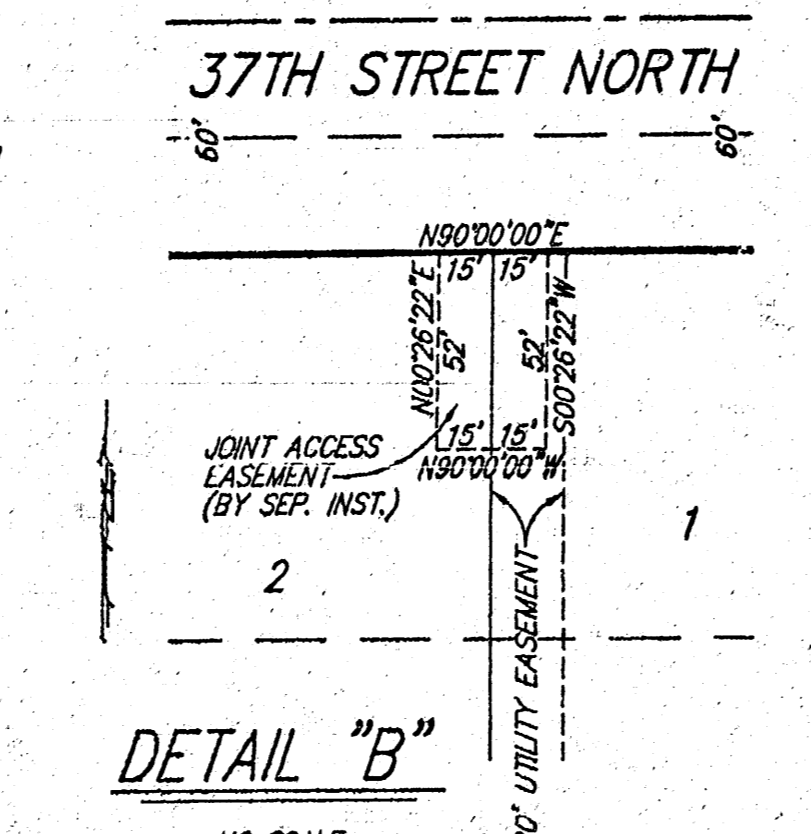 37TH STREET NORTH
60'
60'
N90°00'00"E
15'
15'
N00°26'22"E
52'
52'
S00°26'22"W
15'
15'
N90°00'00"W
JOINT ACCESS
EASEMENT
(BY SEP. INST.)
2
1
UTILITY EASEMENT
DETAIL "B"